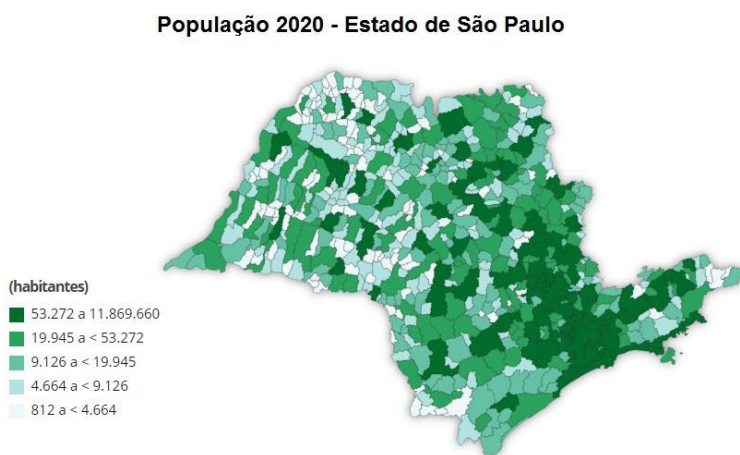 População 2020 - Estado de São Paulo
(habitantes)
53.272 a 11.869.660
19.945 a < 53.272
9.126 a < 19.945
4.664 a < 9.126
812 a < 4.664